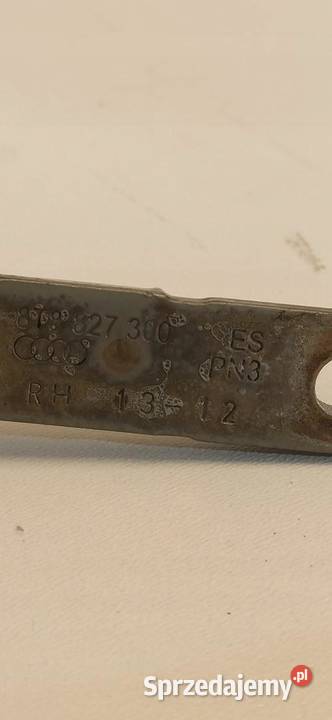 827 300 ES
PN3
RH 13-12
Sprzedajemy.pl